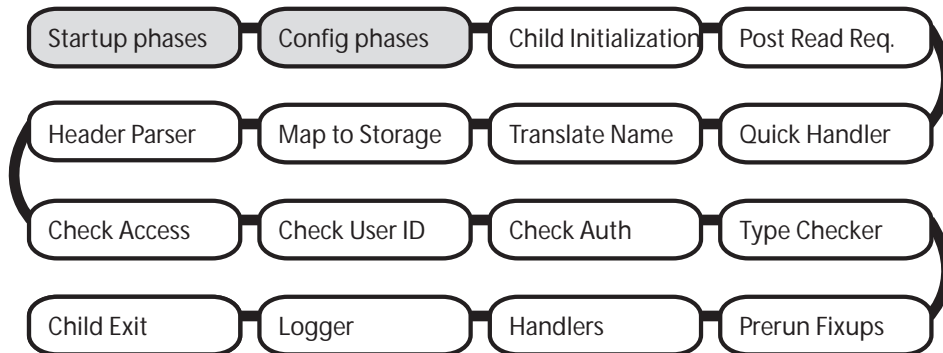 Startup phases
Config phases
Child Initialization
Post Read Req.
Header Parser
Map to Storage
Translate Name
Quick Handler
Check Access
Check User ID
Check Auth
Type Checker
Child Exit
Logger
Handlers
Prerun Fixups